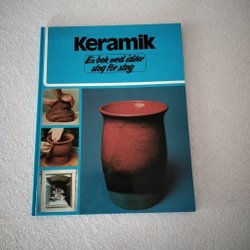 Keramik
En bok med idéer
steg för steg